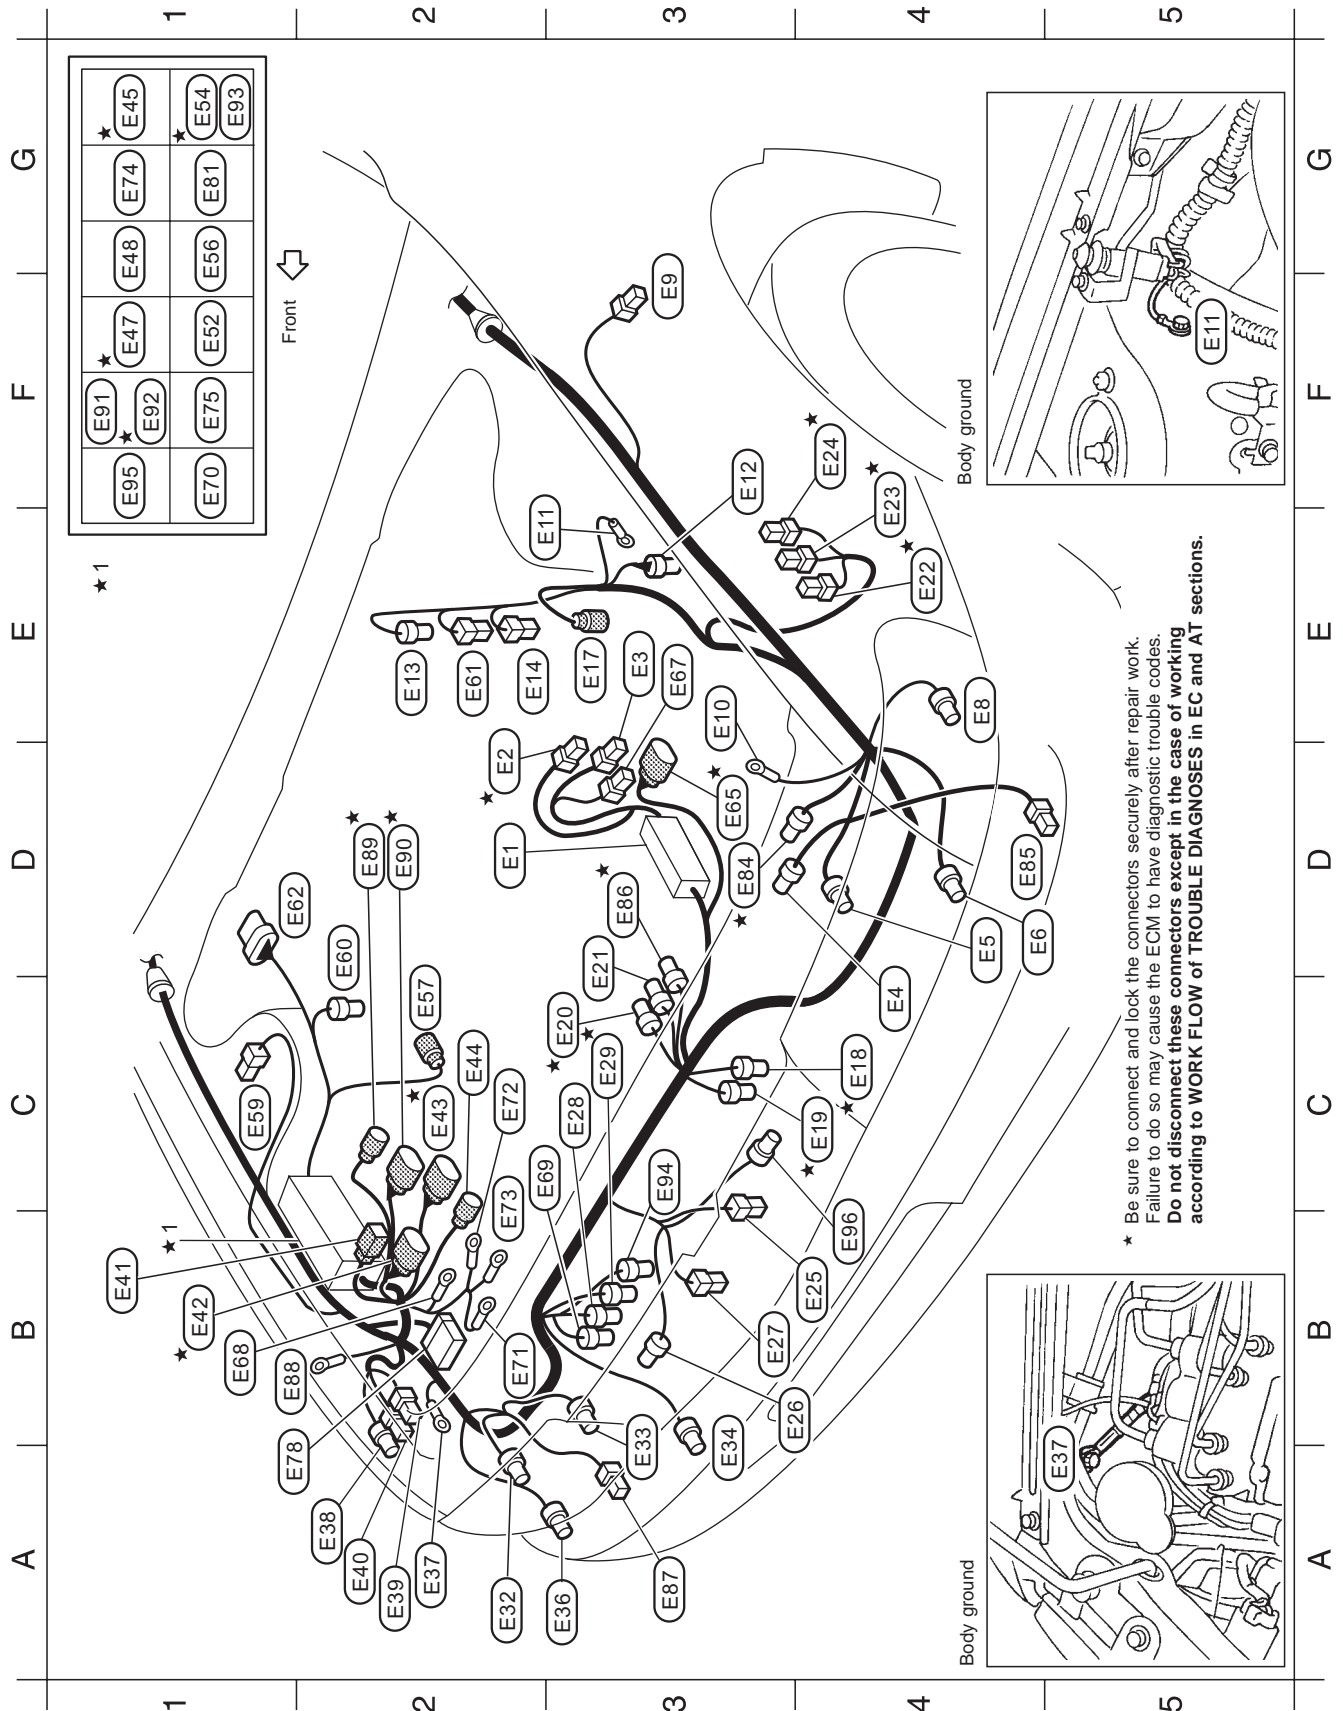 1 2 3 4 5
G
F
E
D
C
B
A
★ E45
E74
E48
★ E47
E91
★ E92
E95
★ E54
E93
E81
E56
E52
E75
E70
Front
★ 1
E9
E24 ★
E23 ★
E22 ★
E12
E11
E13
E61
E14
E17
E3
E67
E10
E8
★ E2
E1
★ E65
★ E84
★ E86
E21
★ E20
★ E29
E28
E69
E94
E85
E6
E5
E4
E18 ★
E19 ★
E96
E25
E27
E26
E34
E33
E87
E36
E32
E37
E39
E40
E38
E78
E88
E68
★ E42
E41
★ 1
E59
E62
E60
★ E89
★ E90
E57
E44
★ E43
E72
E73
E71
Body ground
E11
Body ground
E37
★ Be sure to connect and lock the connectors securely after repair work.
Failure to do so may cause the ECM to have diagnostic trouble codes.
Do not disconnect these connectors except in the case of working
according to WORK FLOW of TROUBLE DIAGNOSES in EC and AT sections.
G
F
E
D
C
B
A
1 2 3 4 5